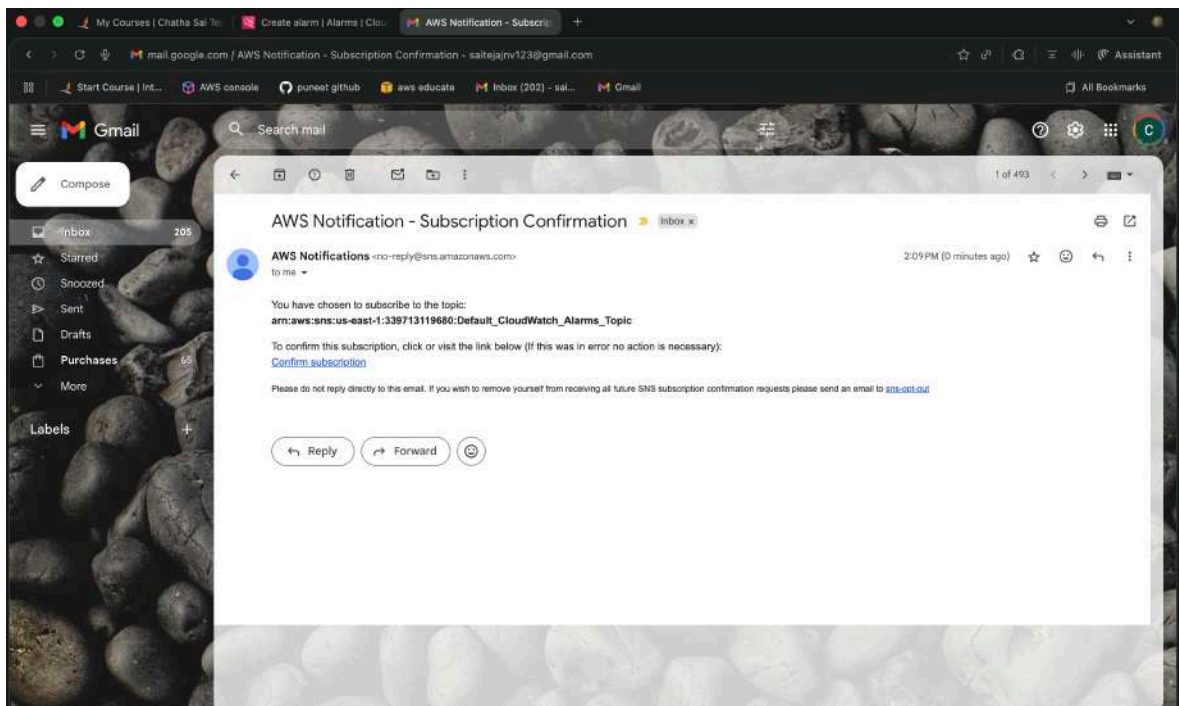 My Courses | Chatha Sai Te
Create alarm | Alarms | Clou
AWS Notification - Subscrip
mail.google.com / AWS Notification - Subscription Confirmation - saitejajnv123@gmail.com
Assistant
Start Course | Int...
AWS console
puneet github
aws educate
Inbox (202) - sai...
Gmail
All Bookmarks
Gmail
Search mail
C
Compose
1 of 493
Inbox 205
Starred
Snoozed
Sent
Drafts
Purchases 65
More
Labels
AWS Notification - Subscription Confirmation
Inbox x
AWS Notifications <no-reply@sns.amazonaws.com>
2:09 PM (0 minutes ago)
to me
You have chosen to subscribe to the topic:
arn:aws:sns:us-east-1:339713119680:Default_CloudWatch_Alarms_Topic
To confirm this subscription, click or visit the link below (If this was in error no action is necessary):
Confirm subscription
Please do not reply directly to this email. If you wish to remove yourself from receiving all future SNS subscription confirmation requests please send an email to sns-opt-out
Reply
Forward